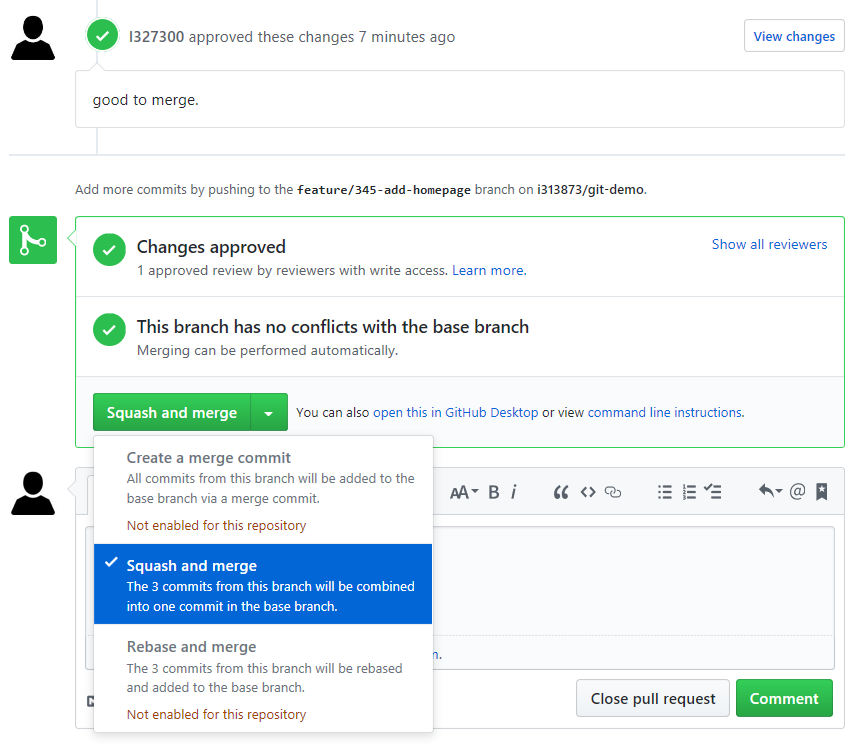 I327300 approved these changes 7 minutes ago
View changes
good to merge.
Add more commits by pushing to the feature/345-add-homepage branch on i313873/git-demo.
Changes approved
Show all reviewers
1 approved review by reviewers with write access. Learn more.
This branch has no conflicts with the base branch
Merging can be performed automatically.
Squash and merge
You can also open this in GitHub Desktop or view command line instructions.
Create a merge commit
All commits from this branch will be added to the
base branch via a merge commit.
Not enabled for this repository
AA B i
Squash and merge
The 3 commits from this branch will be combined
into one commit in the base branch.
Rebase and merge
The 3 commits from this branch will be rebased
and added to the base branch.
Not enabled for this repository
Close pull request
Comment